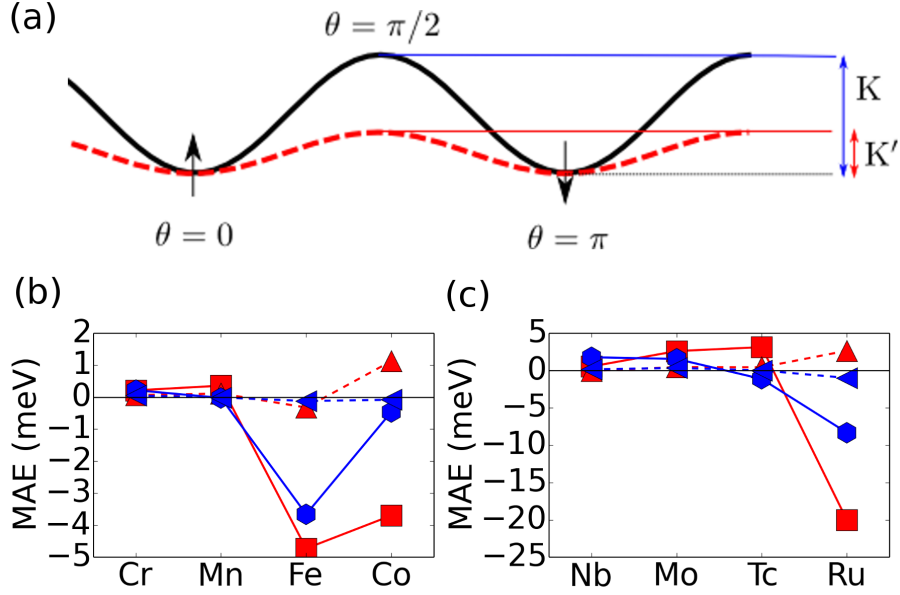 (a)
θ = π/2
K
K′
θ = 0
θ = π
(b)
MAE (meV)
2
1
0
−1
−2
−3
−4
−5
Cr Mn Fe Co
(c)
MAE (meV)
5
0
−5
−10
−15
−20
−25
Nb Mo Tc Ru